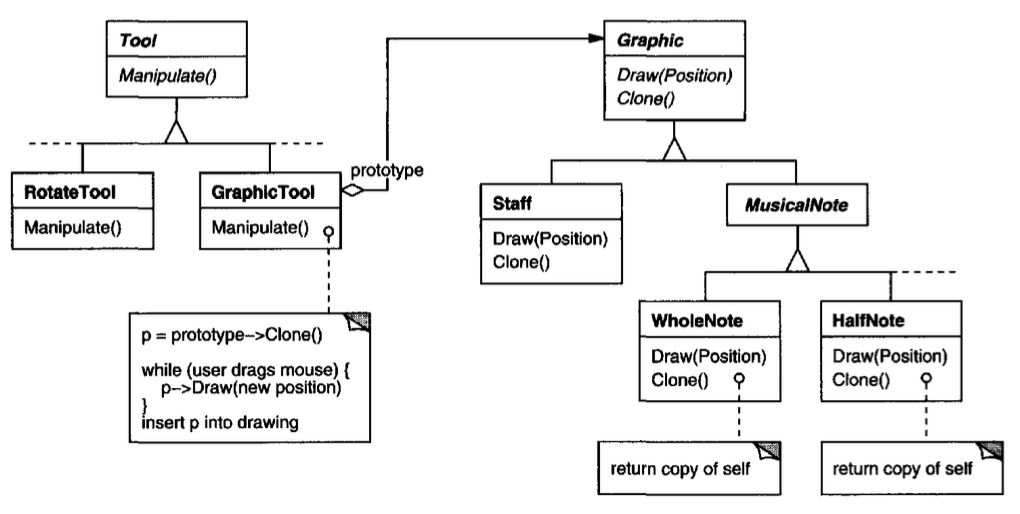 Tool
Manipulate()
Graphic
Draw(Position)
Clone()
prototype
RotateTool
Manipulate()
GraphicTool
Manipulate()
Staff
Draw(Position)
Clone()
MusicalNote
p = prototype–>Clone()
while (user drags mouse) {
p–>Draw(new position)
}
insert p into drawing
WholeNote
Draw(Position)
Clone()
HalfNote
Draw(Position)
Clone()
return copy of self
return copy of self